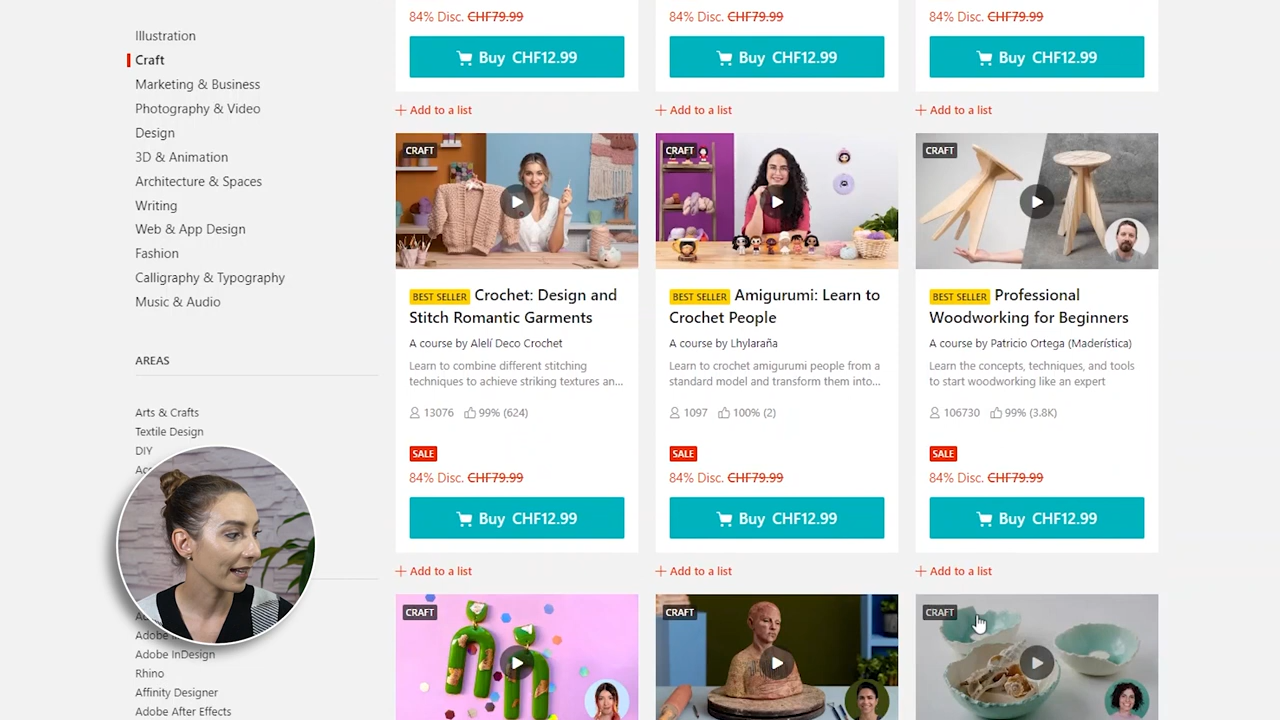 84% Disc. CHF79.99
84% Disc. CHF79.99
84% Disc. CHF79.99
Buy CHF12.99
Buy CHF12.99
Buy CHF12.99
+ Add to a list
+ Add to a list
+ Add to a list
Illustration
Craft
Marketing & Business
Photography & Video
Design
3D & Animation
Architecture & Spaces
Writing
Web & App Design
Fashion
Calligraphy & Typography
Music & Audio
AREAS
Arts & Crafts
Textile Design
DIY
Adobe InDesign
Rhino
Affinity Designer
Adobe After Effects
CRAFT
BEST SELLER Crochet: Design and
Stitch Romantic Garments
A course by Alelí Deco Crochet
Learn to combine different stitching
techniques to achieve striking textures an...
13076 99% (624)
SALE
84% Disc. CHF79.99
Buy CHF12.99
+ Add to a list
CRAFT
BEST SELLER Amigurumi: Learn to
Crochet People
A course by Lhylaraña
Learn to crochet amigurumi people from a
standard model and transform them into...
1097 100% (2)
SALE
84% Disc. CHF79.99
Buy CHF12.99
+ Add to a list
CRAFT
BEST SELLER Professional
Woodworking for Beginners
A course by Patricio Ortega (Maderística)
Learn the concepts, techniques, and tools
to start woodworking like an expert
106730 99% (3.8K)
SALE
84% Disc. CHF79.99
Buy CHF12.99
+ Add to a list
CRAFT
CRAFT
CRAFT